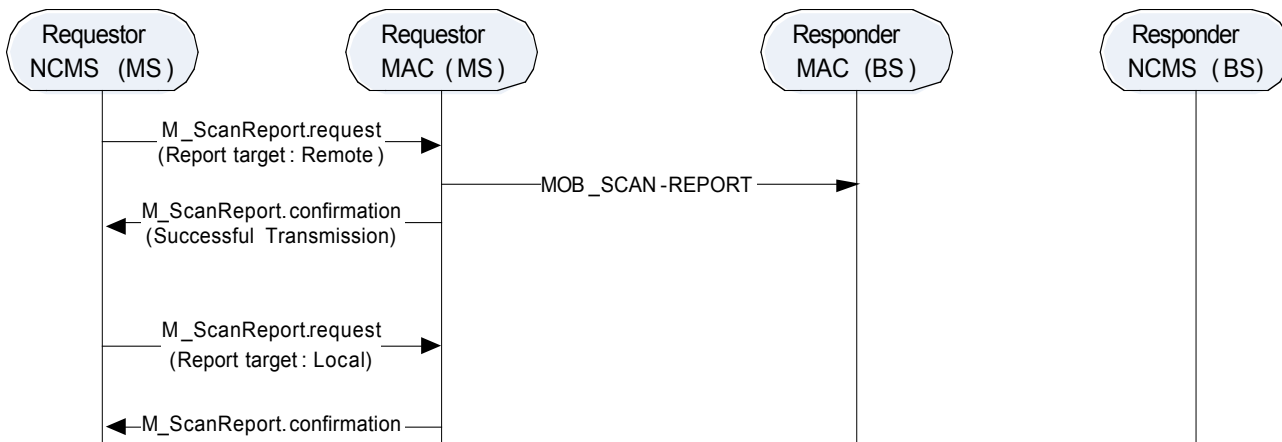 Requestor
NCMS (MS)
Requestor
MAC (MS)
Responder
MAC (BS)
Responder
NCMS (BS)
M_ScanReport.request
(Report target: Remote)
MOB_SCAN-REPORT
M_ScanReport.confirmation
(Successful Transmission)
M_ScanReport.request
(Report target: Local)
M_ScanReport.confirmation